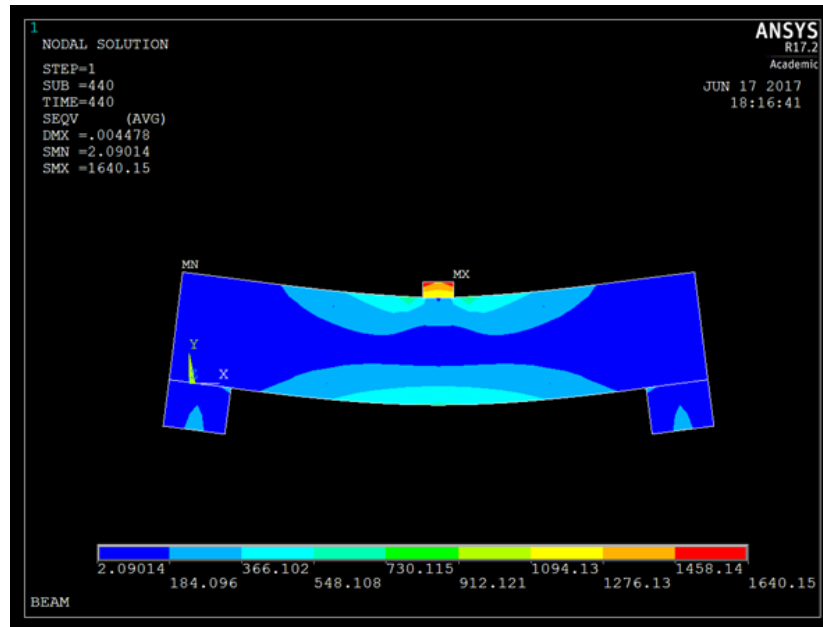 1
NODAL SOLUTION
STEP=1
SUB =440
TIME=440
SEQV (AVG)
DMX =.004478
SMN =2.09014
SMX =1640.15
ANSYS
R17.2
Academic
JUN 17 2017
18:16:41
MN
MX
Y
X
2.09014 366.102 730.115 1094.13 1458.14
184.096 548.108 912.121 1276.13 1640.15
BEAM